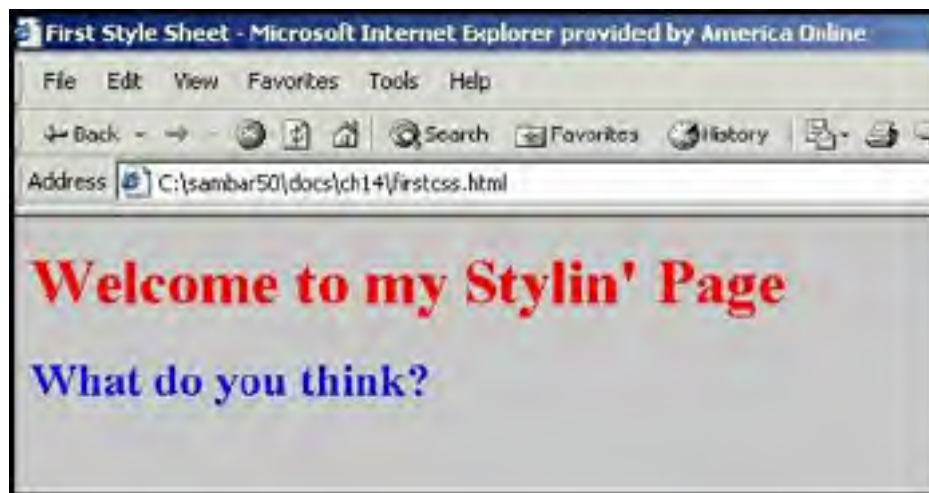 First Style Sheet - Microsoft Internet Explorer provided by America Online
File Edit View Favorites Tools Help
Back Search Favorites History
Address C:\sambar50\docs\ch14\firstcss.html
Welcome to my Stylin' Page
What do you think?